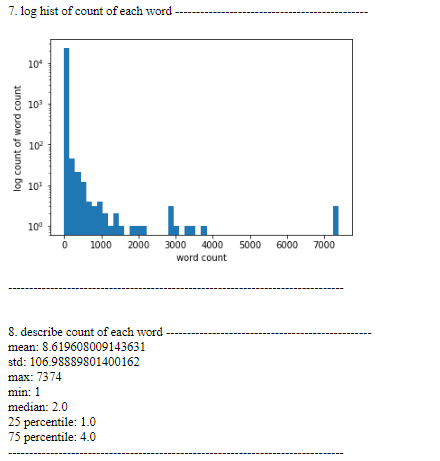 7. log hist of count of each word ------------------------------------------------
log count of word count
10⁴
10³
10²
10¹
10⁰
0 1000 2000 3000 4000 5000 6000 7000
word count
------------------------------------------------------------------------------------
8. describe count of each word ---------------------------------------------------
mean: 8.619608009143631
std: 106.98889801400162
max: 7374
min: 1
median: 2.0
25 percentile: 1.0
75 percentile: 4.0
------------------------------------------------------------------------------------